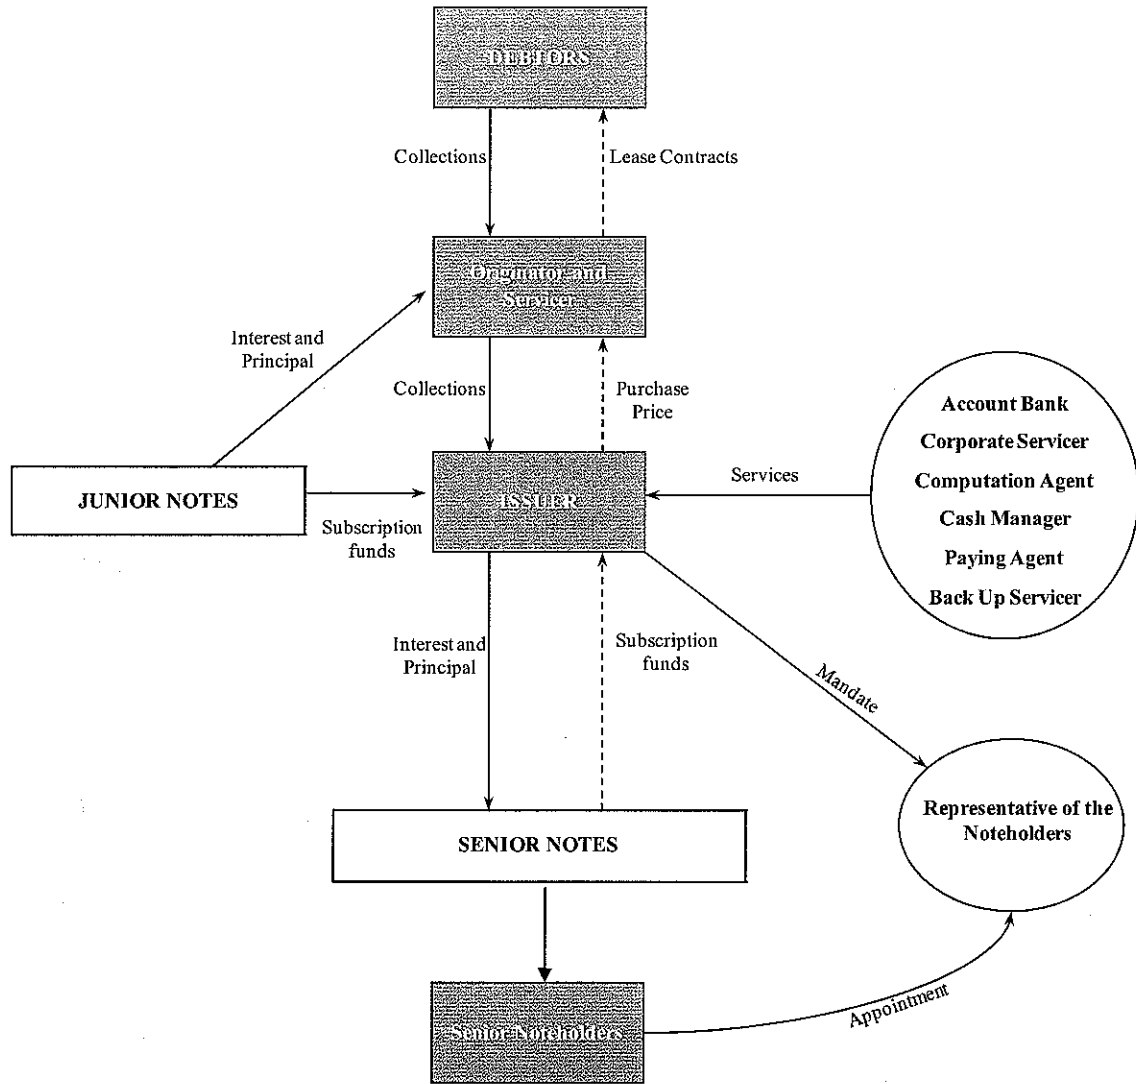 DEBTORS
Collections
Lease Contracts
Originator and
Servicer
Interest and
Principal
Collections
Purchase
Price
Account Bank
Corporate Servicer
Computation Agent
Cash Manager
Paying Agent
Back Up Servicer
JUNIOR NOTES
Subscription
funds
ISSUER
Services
Interest and
Principal
Subscription
funds
Mandate
Representative of the
Noteholders
SENIOR NOTES
Senior Noteholders
Appointment